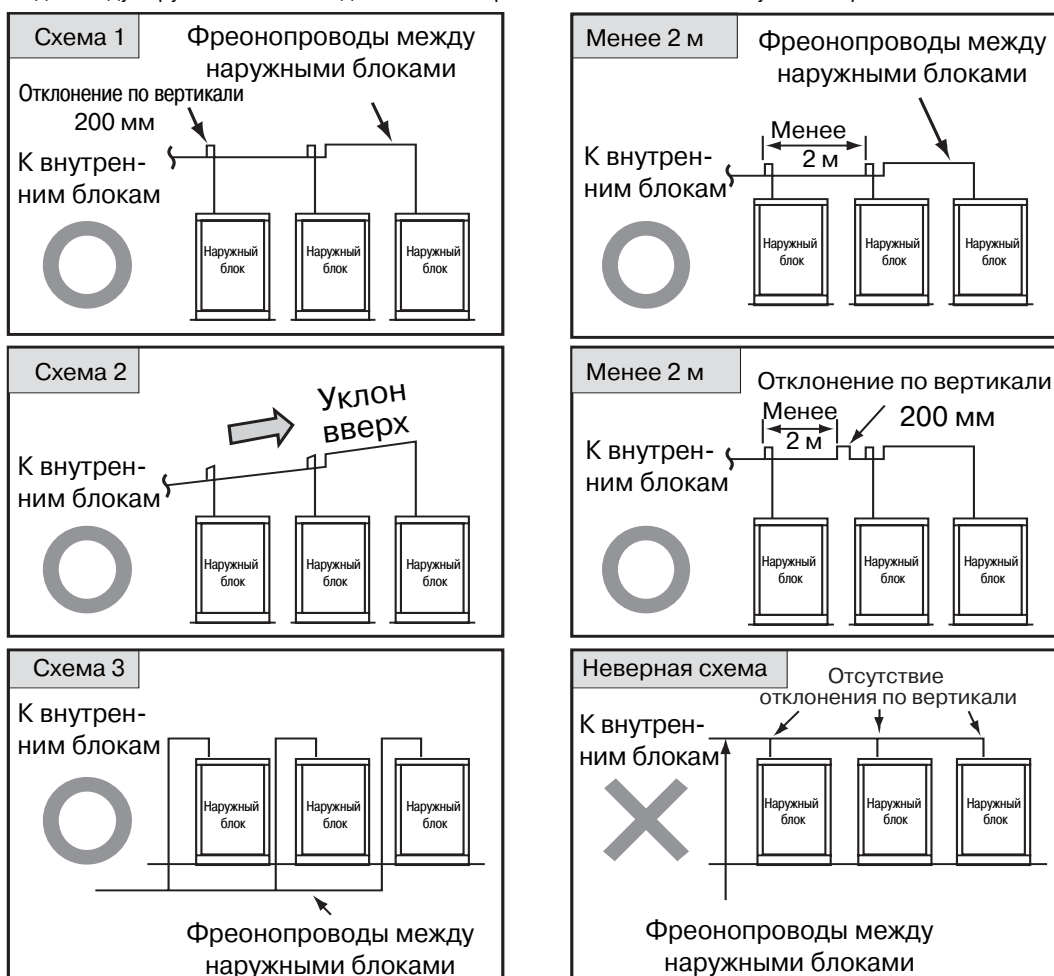 Схема 1
Фреонопроводы между
наружными блоками
Отклонение по вертикали
200 мм
К внутрен-
ним блокам
Наружный
блок
Наружный
блок
Наружный
блок
Менее 2 м
Фреонопроводы между
наружными блоками
Менее
2 м
К внутрен-
ним блокам
Наружный
блок
Наружный
блок
Наружный
блок
Схема 2
Уклон
вверх
К внутрен-
ним блокам
Наружный
блок
Наружный
блок
Наружный
блок
Менее 2 м
Отклонение по вертикали
200 мм
Менее
2 м
К внутрен-
ним блокам
Наружный
блок
Наружный
блок
Наружный
блок
Схема 3
К внутрен-
ним блокам
Наружный
блок
Наружный
блок
Наружный
блок
Фреонопроводы между
наружными блоками
Неверная схема
Отсутствие
отклонения по вертикали
К внутрен-
ним блокам
Наружный
блок
Наружный
блок
Наружный
блок
Фреонопроводы между
наружными блоками